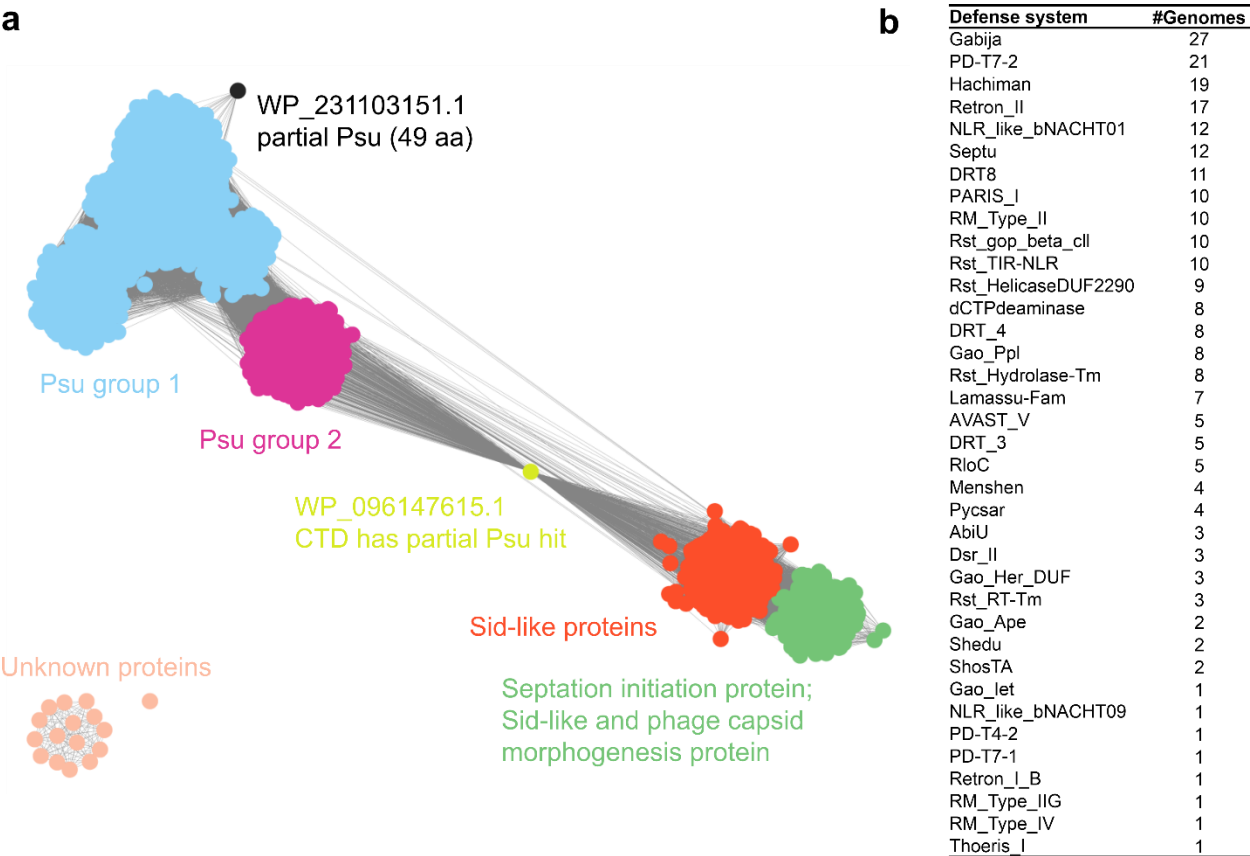 a
WP_231103151.1
partial Psu (49 aa)
Psu group 1
Psu group 2
WP_096147615.1
CTD has partial Psu hit
Sid-like proteins
Unknown proteins
Septation initiation protein;
Sid-like and phage capsid
morphogenesis protein
b
Defense system #Genomes
Gabija 27
PD-T7-2 21
Hachiman 19
Retron_II 17
NLR_like_bNACHT01 12
Septu 12
DRT8 11
PARIS_I 10
RM_Type_II 10
Rst_gop_beta_cll 10
Rst_TIR-NLR 10
Rst_HelicaseDUF2290 9
dCTPdeaminase 8
DRT_4 8
Gao_Ppl 8
Rst_Hydrolase-Tm 8
Lamassu-Fam 7
AVAST_V 5
DRT_3 5
RloC 5
Menshen 4
Pycsar 4
AbiU 3
Dsr_II 3
Gao_Her_DUF 3
Rst_RT-Tm 3
Gao_Ape 2
Shedu 2
ShosTA 2
Gao_Iet 1
NLR_like_bNACHT09 1
PD-T4-2 1
PD-T7-1 1
Retron_I_B 1
RM_Type_IIG 1
RM_Type_IV 1
Thoeris_I 1